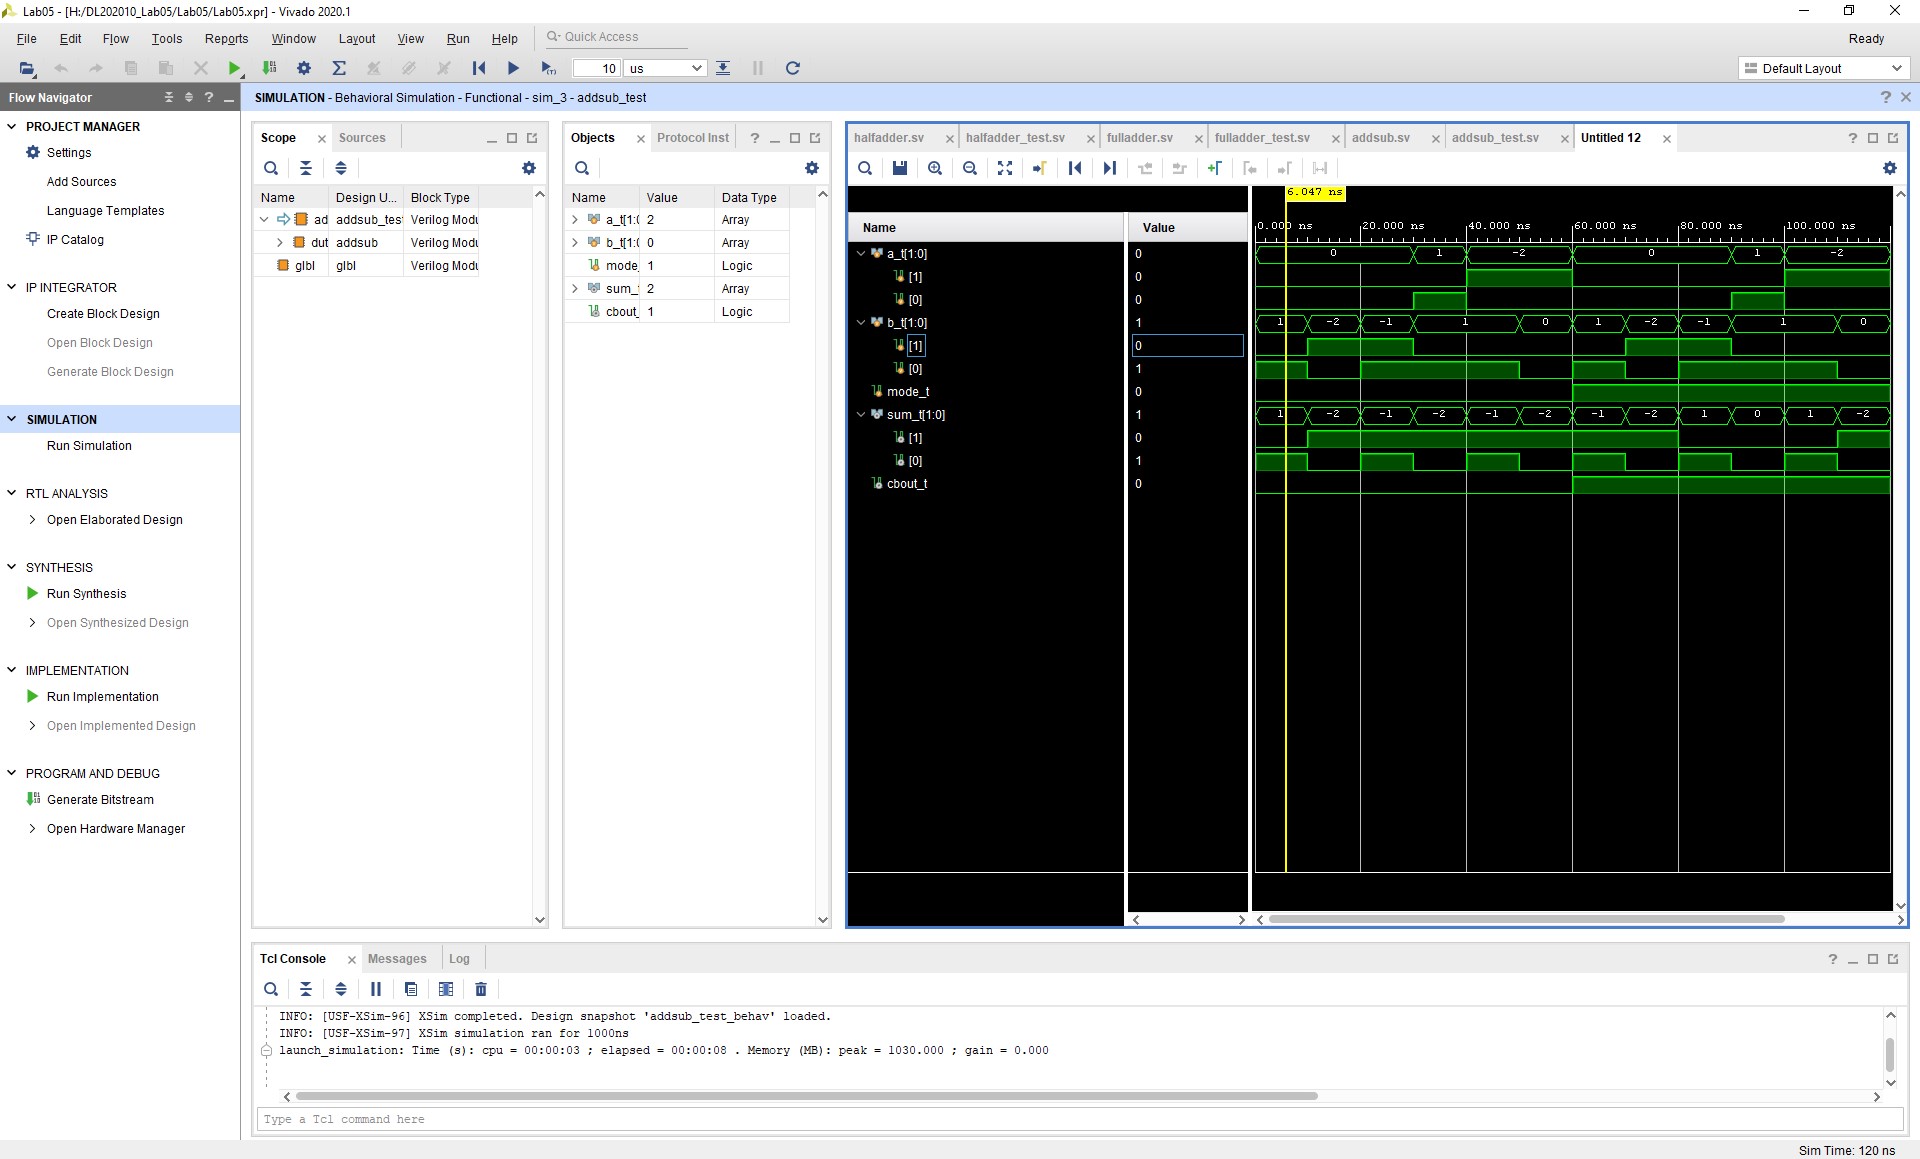 Lab05 - [H:/DL202010_Lab05/Lab05/Lab05.xpr] - Vivado 2020.1
File Edit Flow Tools Reports Window Layout View Run Help Quick Access
Ready
10 us
Default Layout
Flow Navigator
SIMULATION - Behavioral Simulation - Functional - sim_3 - addsub_test
PROJECT MANAGER
Settings
Add Sources
Language Templates
IP Catalog
IP INTEGRATOR
Create Block Design
Open Block Design
Generate Block Design
SIMULATION
Run Simulation
RTL ANALYSIS
Open Elaborated Design
SYNTHESIS
Run Synthesis
Open Synthesized Design
IMPLEMENTATION
Run Implementation
Open Implemented Design
PROGRAM AND DEBUG
Generate Bitstream
Open Hardware Manager
Scope Sources
Name Design U... Block Type
ad addsub_tes Verilog Modu
dut addsub Verilog Modu
glbl glbl Verilog Modu
Objects Protocol Inst
Name Value Data Type
a_t[1:0 2 Array
b_t[1:0 0 Array
mode_ 1 Logic
sum_t 2 Array
cbout_ 1 Logic
halfadder.sv halfadder_test.sv fulladder.sv fulladder_test.sv addsub.sv addsub_test.sv Untitled 12
6.047 ns
0.000 ns 20.000 ns 40.000 ns 60.000 ns 80.000 ns 100.000 ns
Name Value
a_t[1:0] 0 0 1 -2 0 1 -2
[1] 0
[0] 0
b_t[1:0] 1 1 -2 -1 1 0 1 -2 -1 1 0
[1] 0
[0] 1
mode_t 0
sum_t[1:0] 1 1 -2 -1 -2 -1 -2 -1 -2 1 0 1 -2
[1] 0
[0] 1
cbout_t 0
Tcl Console Messages Log
INFO: [USF-XSim-96] XSim completed. Design snapshot 'addsub_test_behav' loaded.
INFO: [USF-XSim-97] XSim simulation ran for 1000ns
launch_simulation: Time (s): cpu = 00:00:03 ; elapsed = 00:00:08 . Memory (MB): peak = 1030.000 ; gain = 0.000
Type a Tcl command here
Sim Time: 120 ns